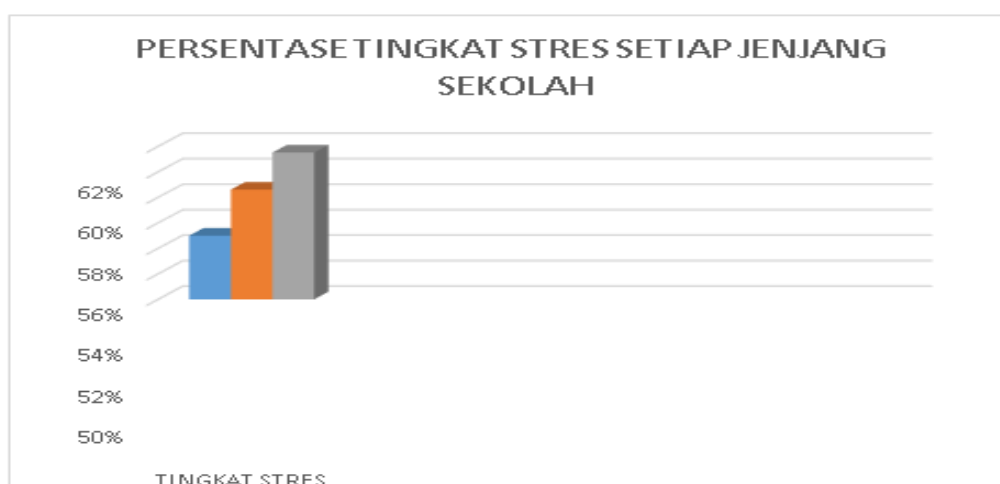 PERSENTASE TINGKAT STRES SETIAP JENJANG
SEKOLAH
62%
60%
58%
56%
54%
52%
50%
TINGKAT STRES